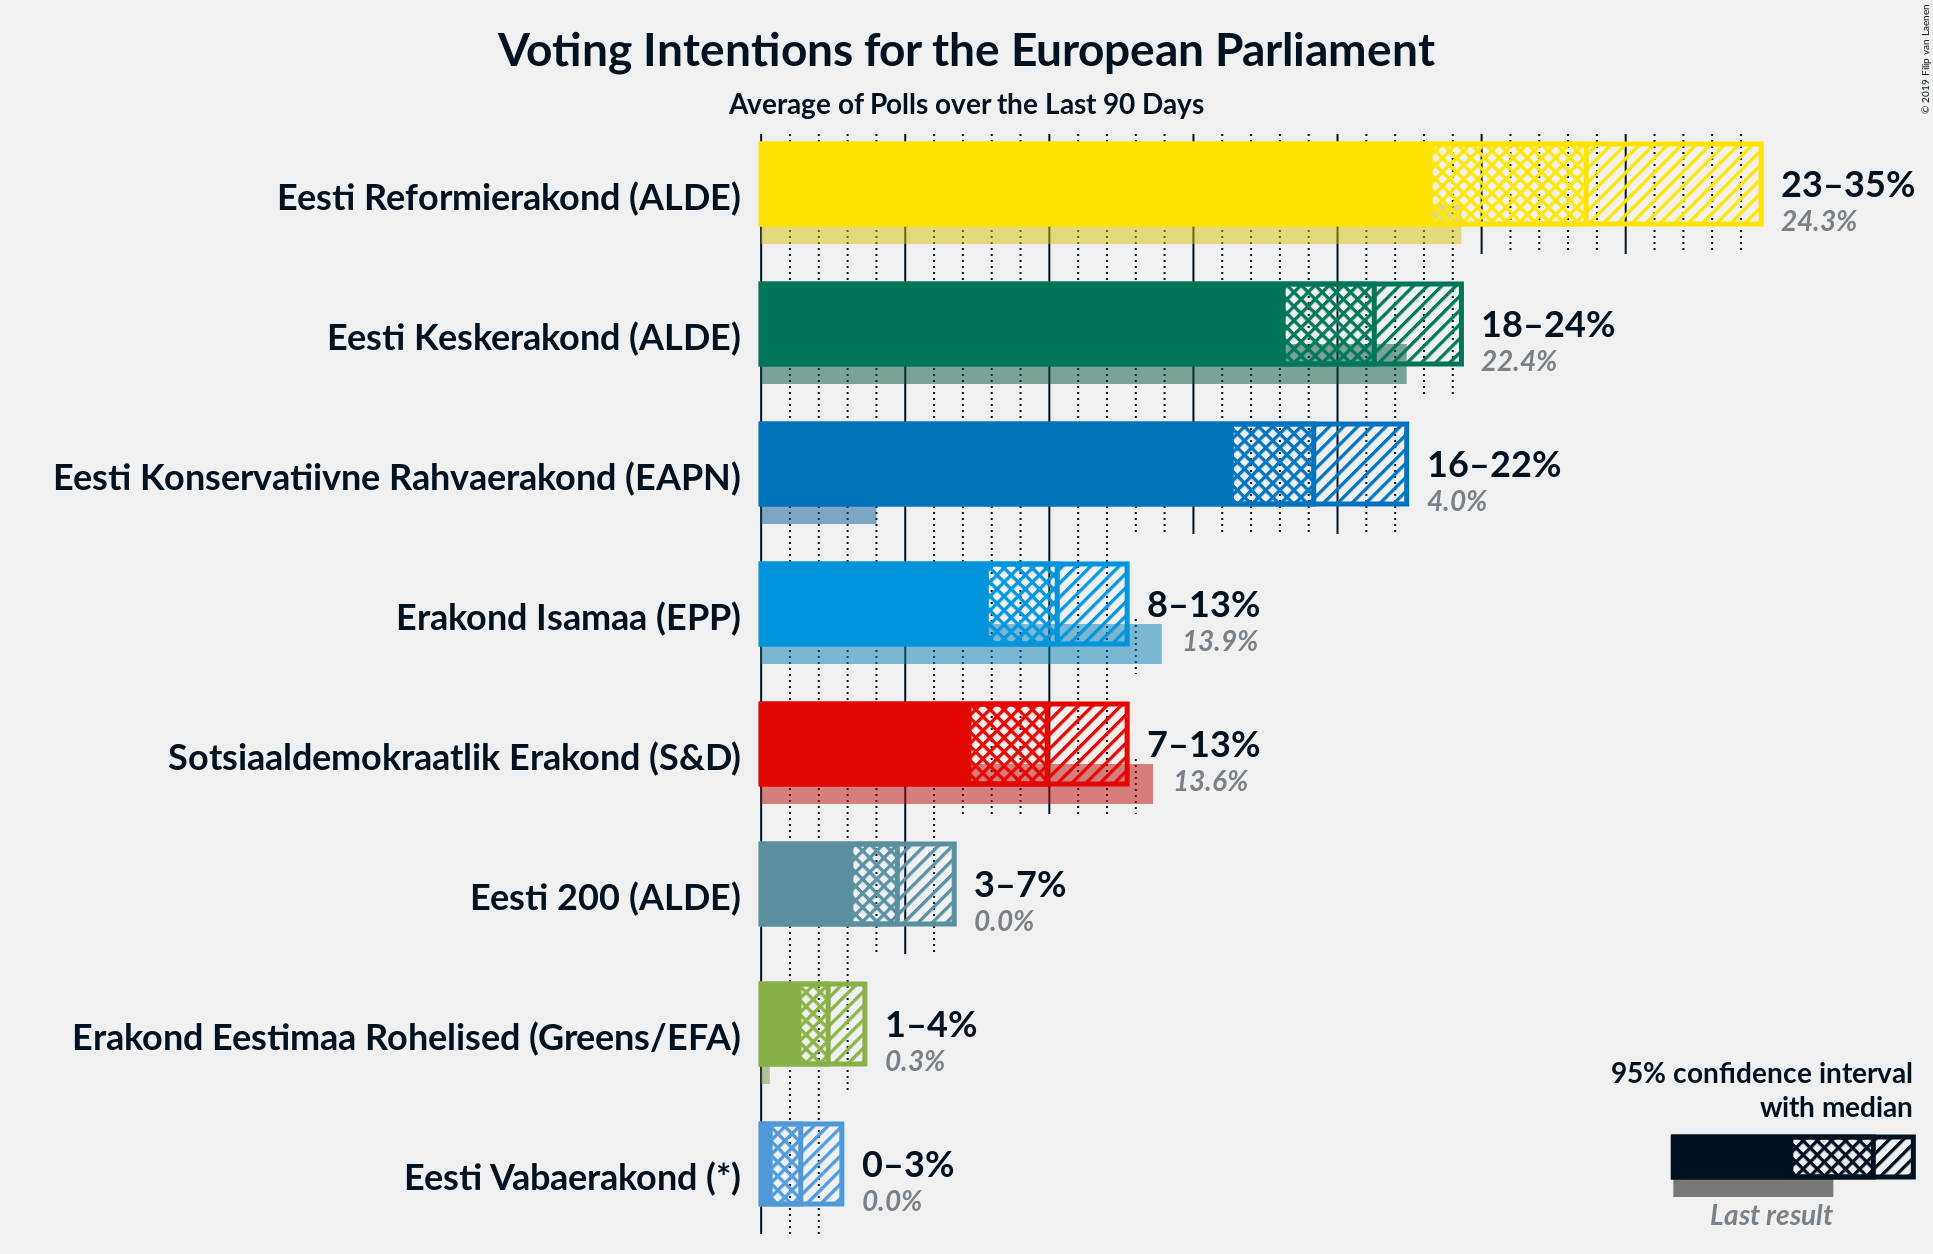 Voting Intentions for the European Parliament
Average of Polls over the Last 90 Days
© 2019 Filip van Laenen
Eesti Reformierakond (ALDE)
23–35%
24.3%
Eesti Keskerakond (ALDE)
18–24%
22.4%
Eesti Konservatiivne Rahvaerakond (EAPN)
16–22%
4.0%
Erakond Isamaa (EPP)
8–13%
13.9%
Sotsiaaldemokraatlik Erakond (S&D)
7–13%
13.6%
Eesti 200 (ALDE)
3–7%
0.0%
Erakond Eestimaa Rohelised (Greens/EFA)
1–4%
0.3%
Eesti Vabaerakond (*)
0–3%
0.0%
95% confidence interval
with median
Last result